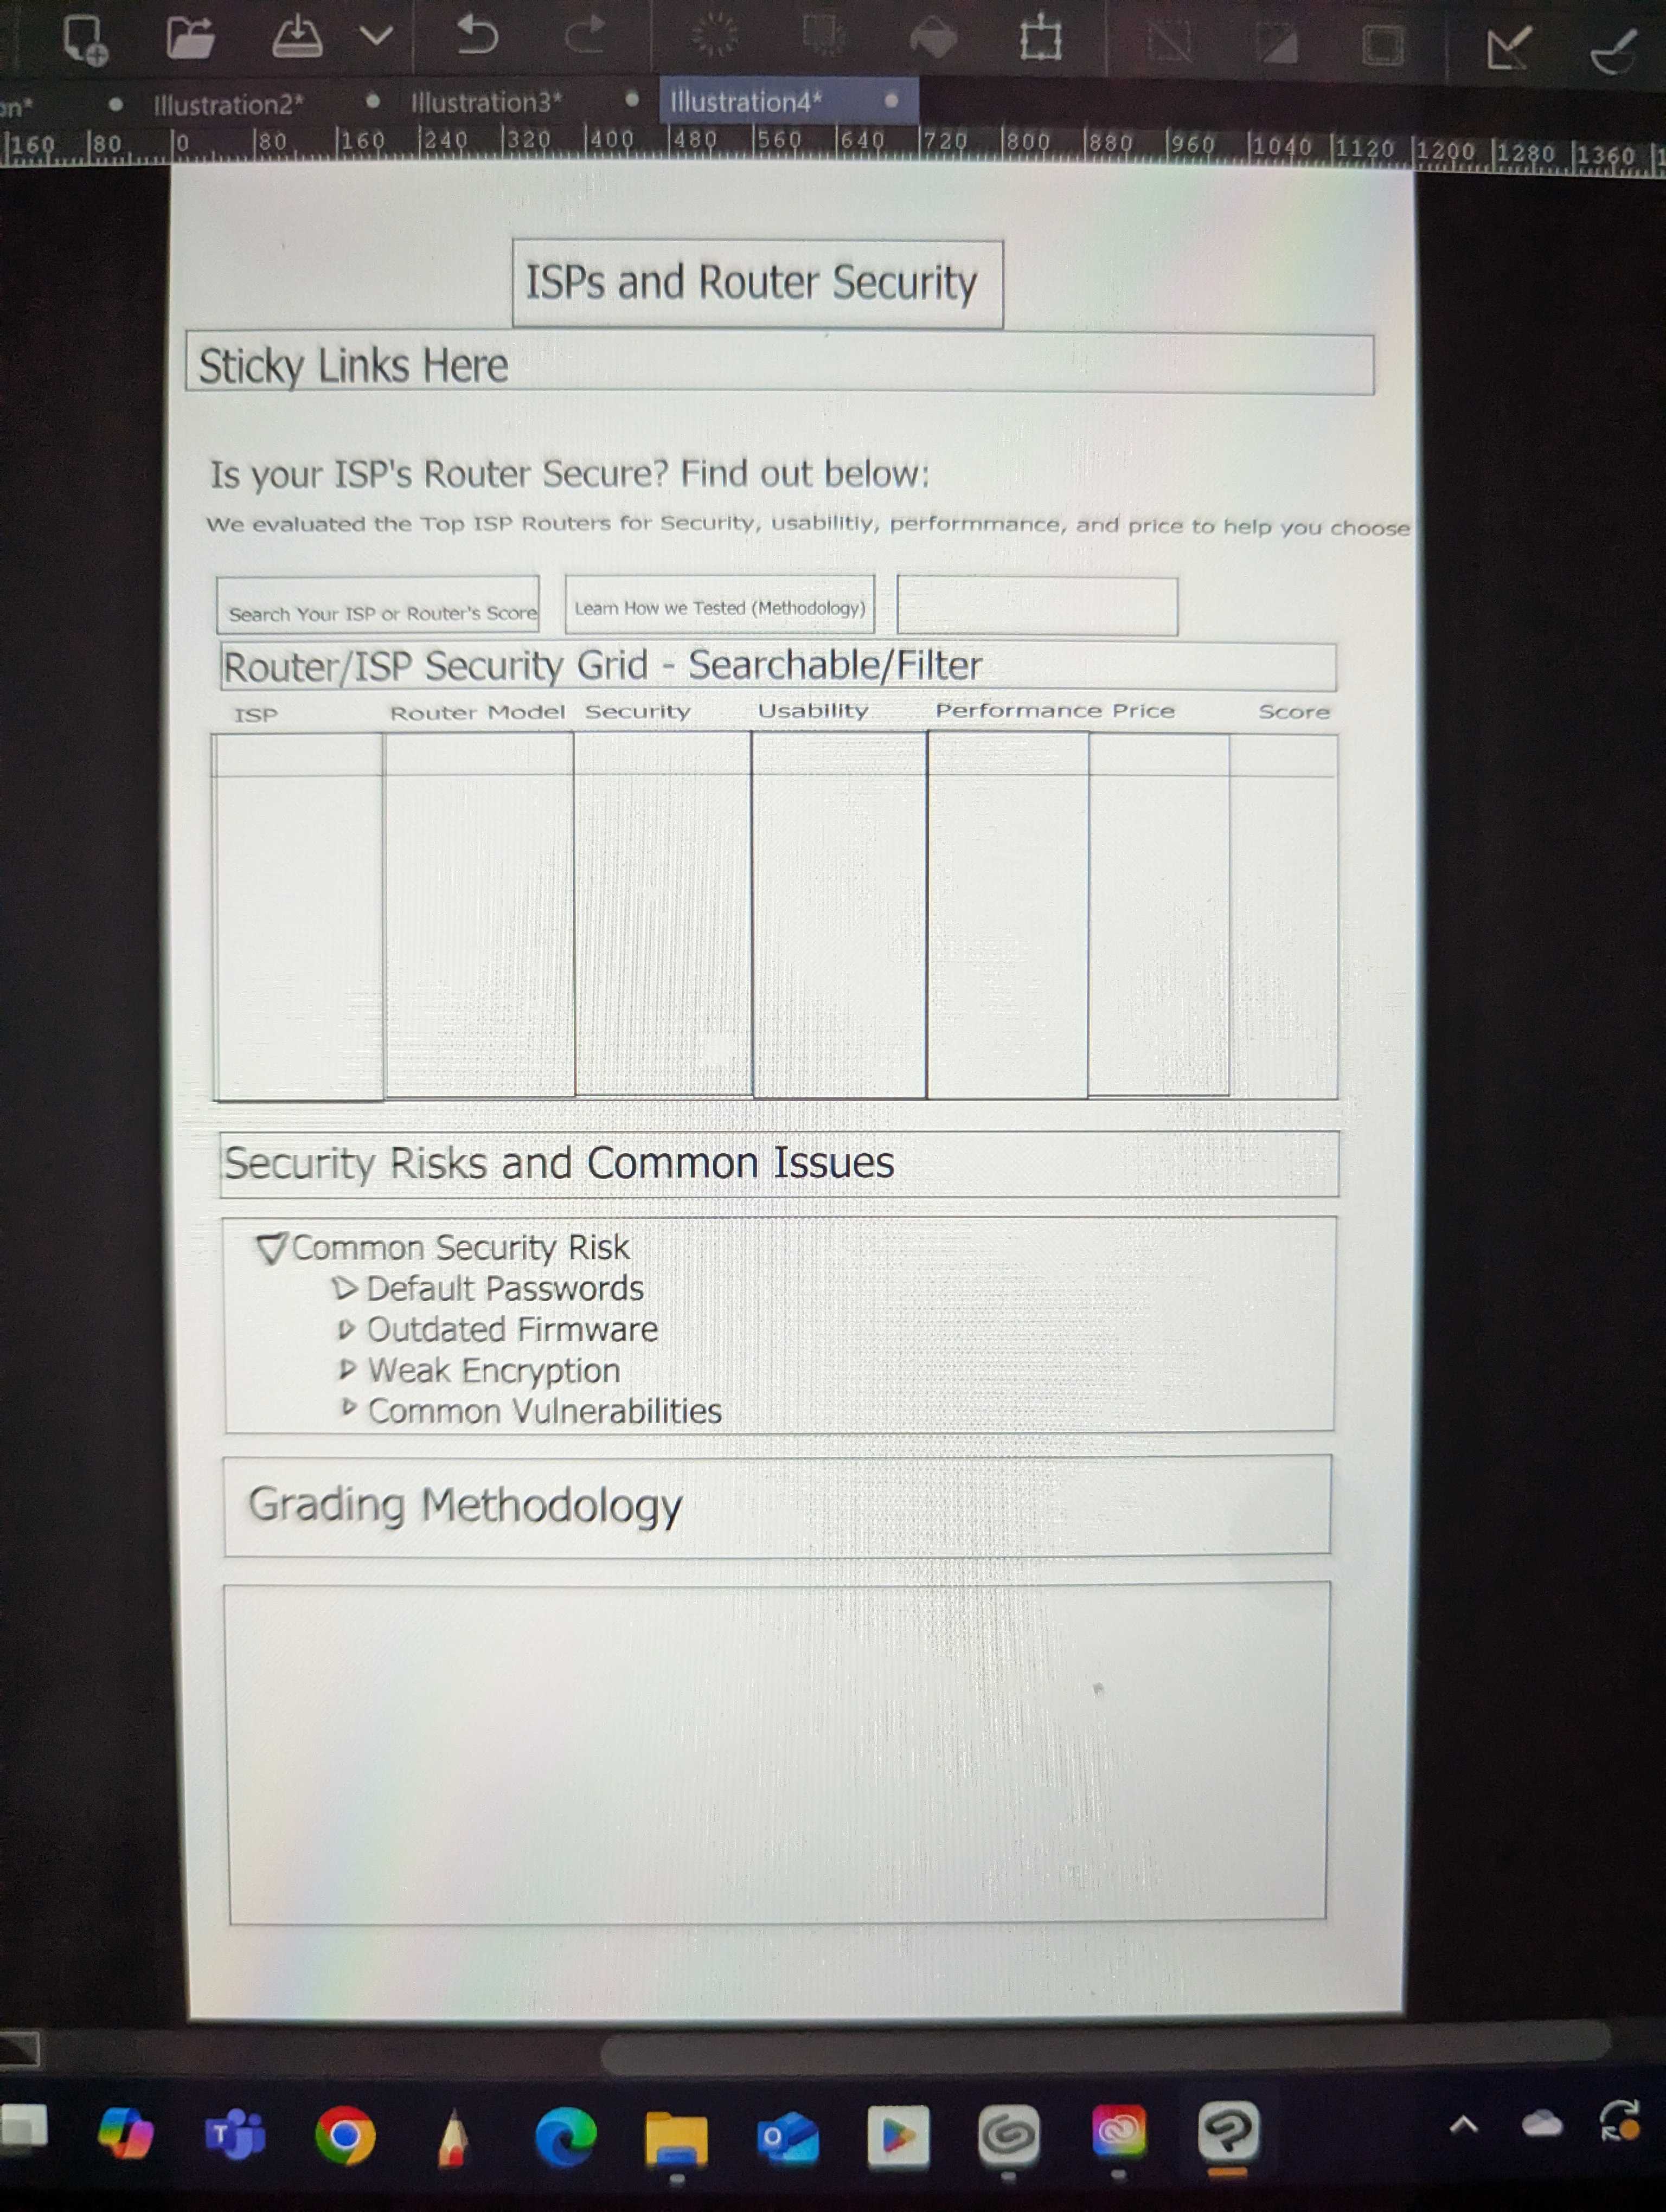 on*
Illustration2*
Illustration3*
Illustration4*
160 80 0 80 160 240 320 400 480 560 640 720 800 880 960 1040 1120 1200 1280 1360 1
ISPs and Router Security
Sticky Links Here
Is your ISP's Router Secure? Find out below:
We evaluated the Top ISP Routers for Security, usabilitiy, performmance, and price to help you choose
Search Your ISP or Router's Score
Learn How we Tested (Methodology)
Router/ISP Security Grid - Searchable/Filter
ISP Router Model Security Usability Performance Price Score
Security Risks and Common Issues
Common Security Risk
Default Passwords
Outdated Firmware
Weak Encryption
Common Vulnerabilities
Grading Methodology